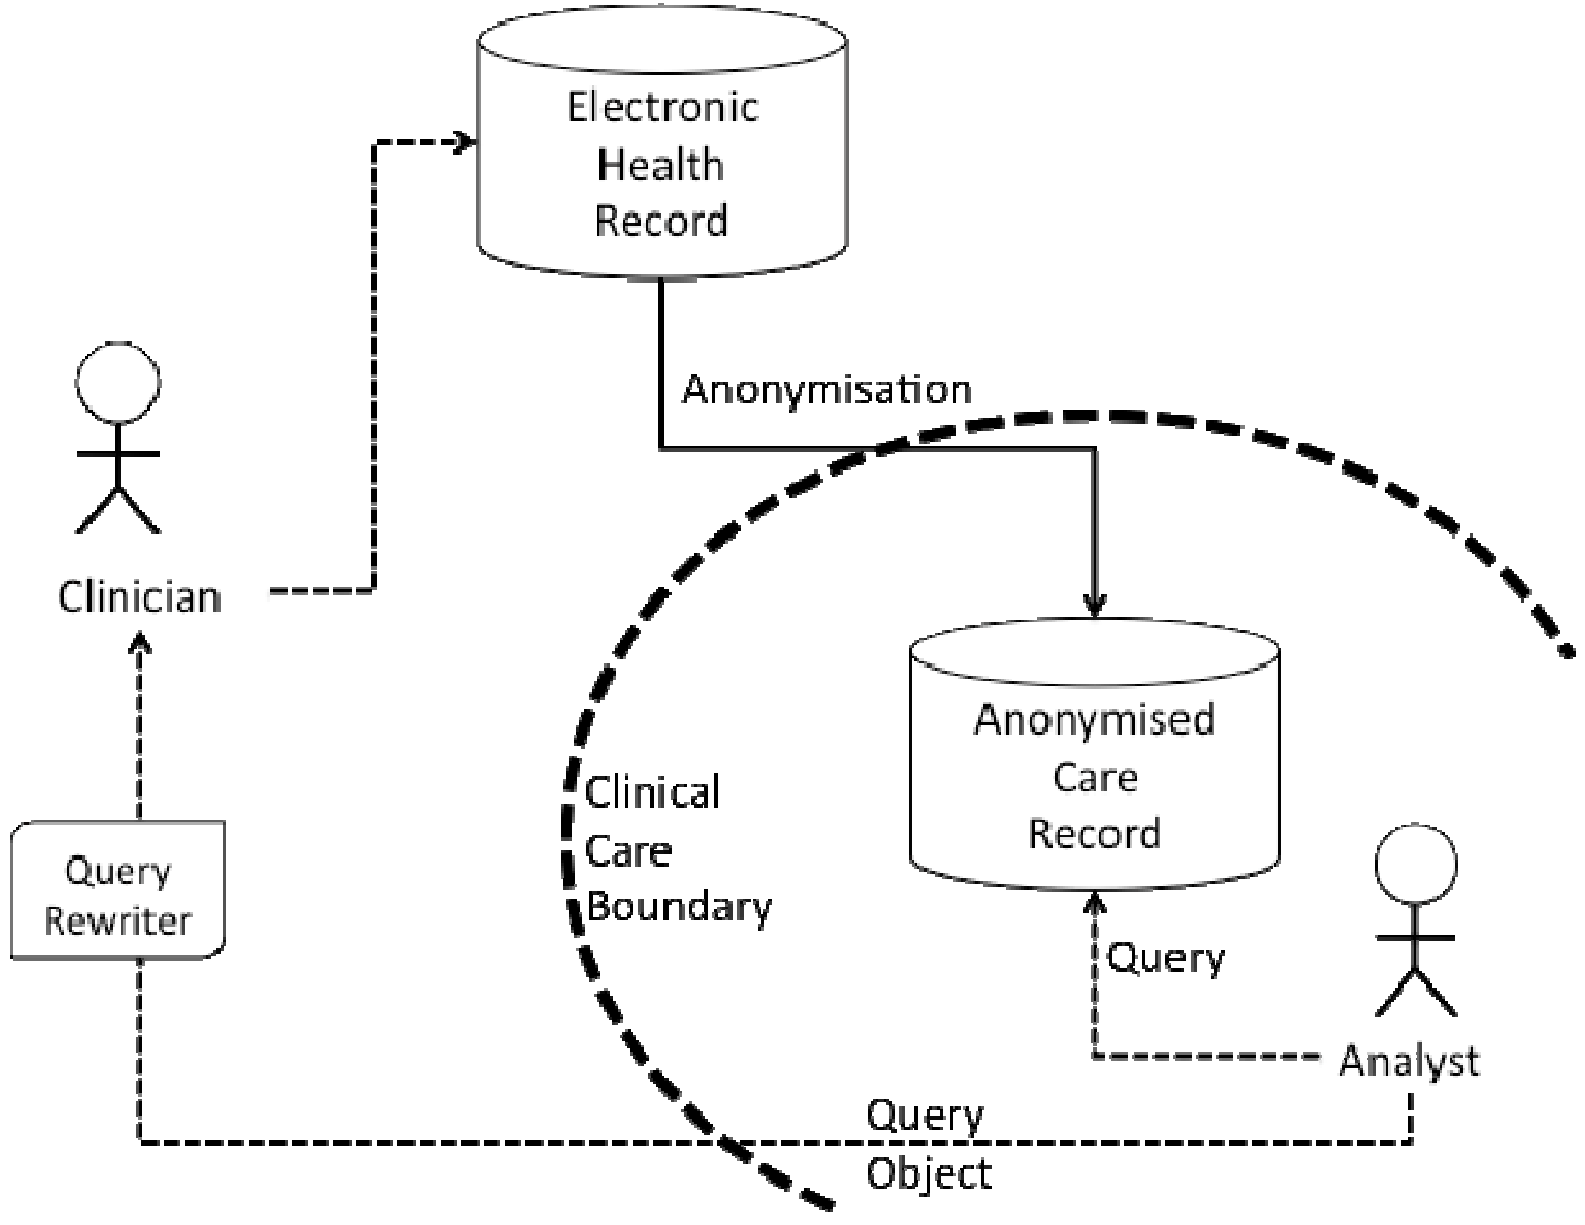 Electronic
Health
Record
Anonymisation
Clinician
Anonymised
Care
Record
Clinical
Care
Boundary
Query
Rewriter
Query
Analyst
Query
Object